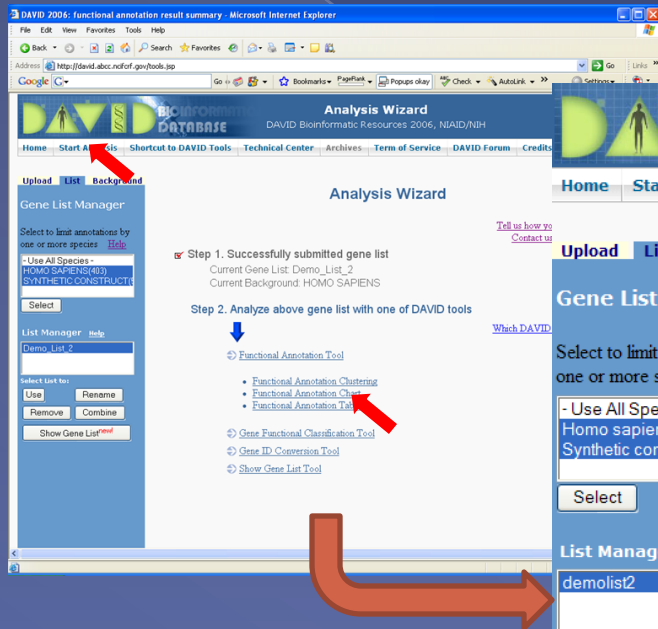 DAVID 2006: functional annotation result summary - Microsoft Internet Explorer
File Edit View Favorites Tools Help
Back Search Favorites
Address http://david.abcc.ncifcrf.gov/tools.jsp Go Links »
Google G Go Bookmarks PageRank Popups okay Check AutoLink » Settings
DAVID BIOINFORMATIC DATABASE
Analysis Wizard
DAVID Bioinformatic Resources 2006, NIAID/NIH
Home Start Analysis Shortcut to DAVID Tools Technical Center Archives Term of Service DAVID Forum Credits
Upload List Background
Gene List Manager
Select to limit annotations by
one or more species Help
- Use All Species -
HOMO SAPIENS(403)
SYNTHETIC CONSTRUCT(
Select
List Manager Help
Demo_List_2
Select List to:
Use Rename
Remove Combine
Show Gene List new!
Analysis Wizard
Tell us how yo
Contact us
Step 1. Successfully submitted gene list
Current Gene List: Demo_List_2
Current Background: HOMO SAPIENS
Step 2. Analyze above gene list with one of DAVID tools
Which DAVID
Functional Annotation Tool
Functional Annotation Clustering
Functional Annotation Chart
Functional Annotation Tab
Gene Functional Classification Tool
Gene ID Conversion Tool
Show Gene List Tool
Home Sta
Upload Li
Gene List
Select to limit
one or more s
- Use All Spe
Homo sapie
Synthetic con
Select
List Manag
demolist2